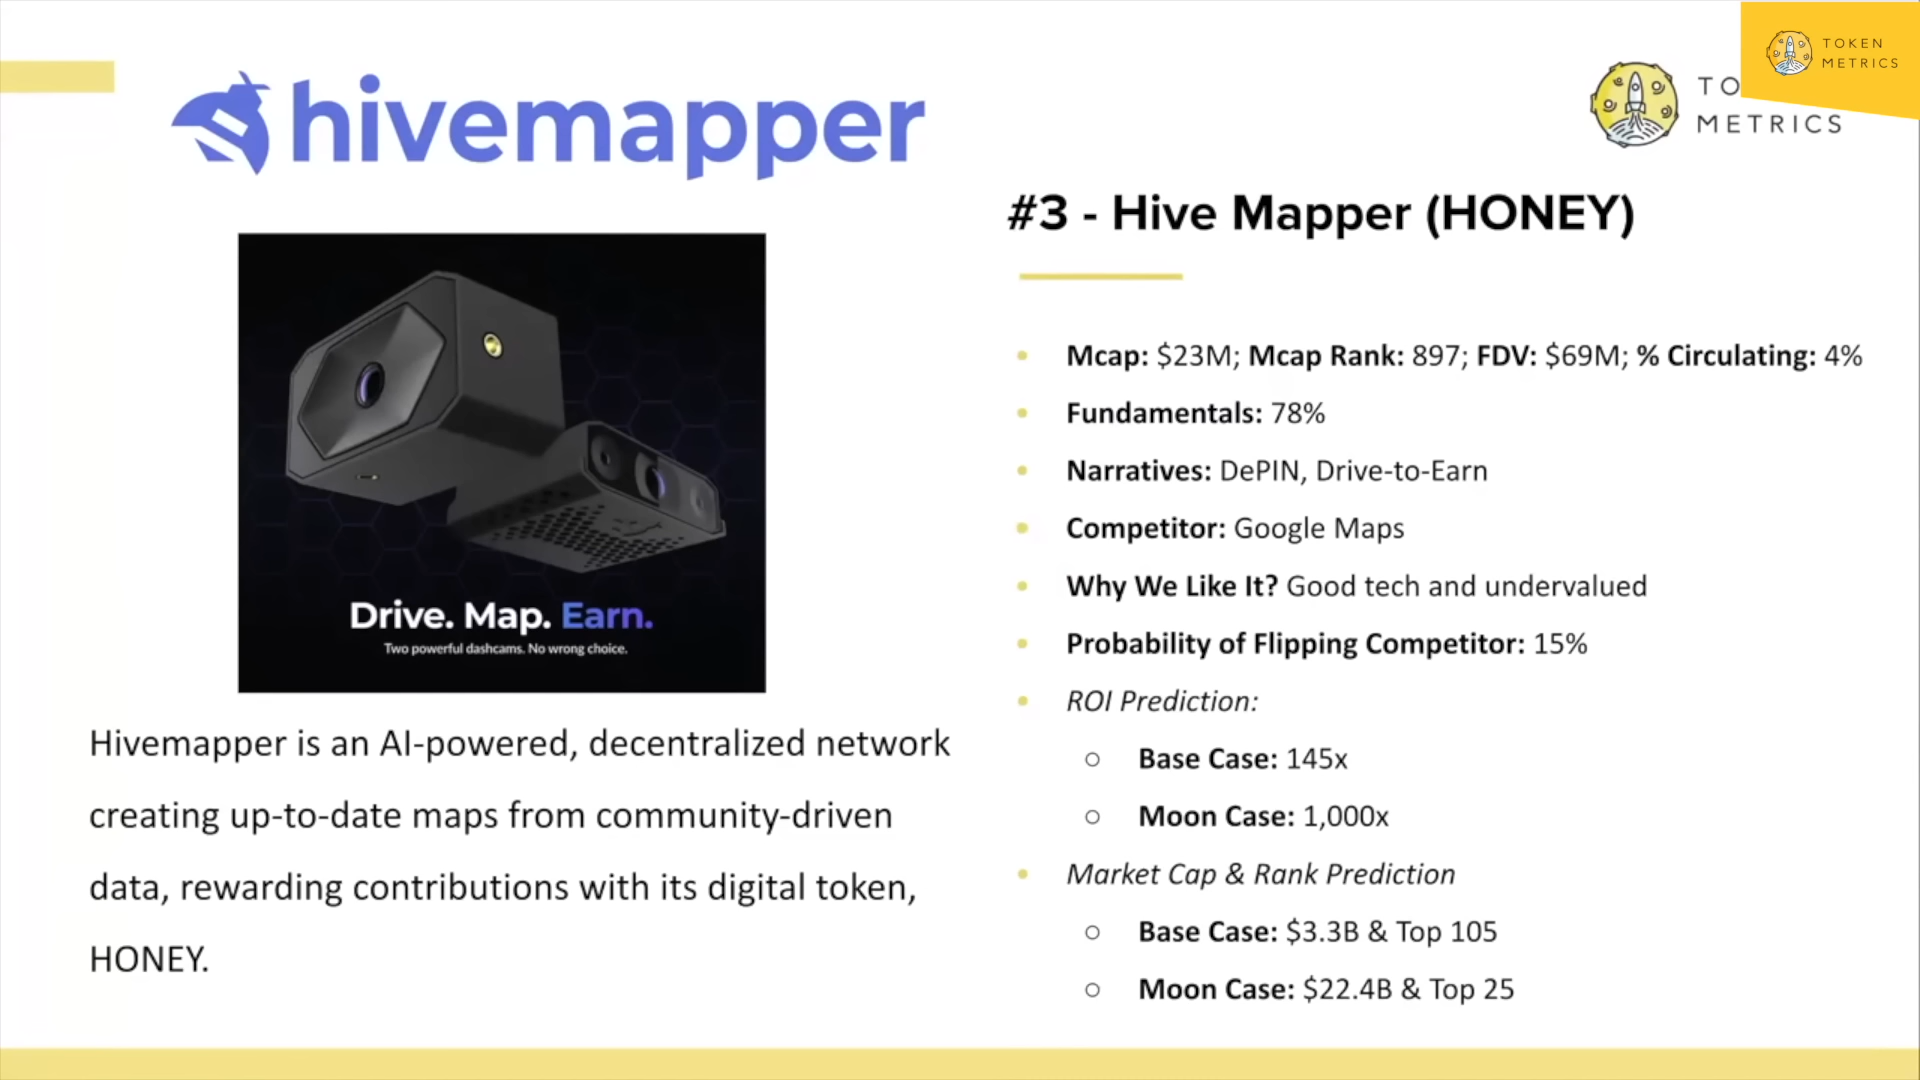 hivemapper
TOKEN
METRICS
TO
METRICS
#3 - Hive Mapper (HONEY)
Mcap: $23M; Mcap Rank: 897; FDV: $69M; % Circulating: 4%
Fundamentals: 78%
Narratives: DePIN, Drive-to-Earn
Competitor: Google Maps
Why We Like It? Good tech and undervalued
Probability of Flipping Competitor: 15%
ROI Prediction:
Base Case: 145x
Moon Case: 1,000x
Market Cap & Rank Prediction
Base Case: $3.3B & Top 105
Moon Case: $22.4B & Top 25
Drive. Map. Earn.
Two powerful dashcams. No wrong choice.
Hivemapper is an AI-powered, decentralized network
creating up-to-date maps from community-driven
data, rewarding contributions with its digital token,
HONEY.